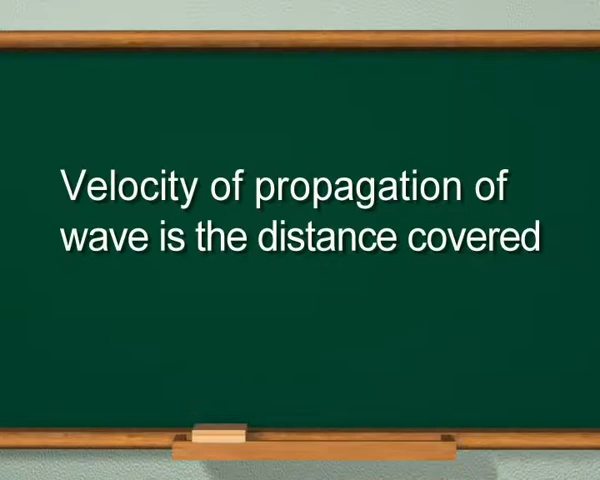 Velocity of propagation of
wave is the distance covered